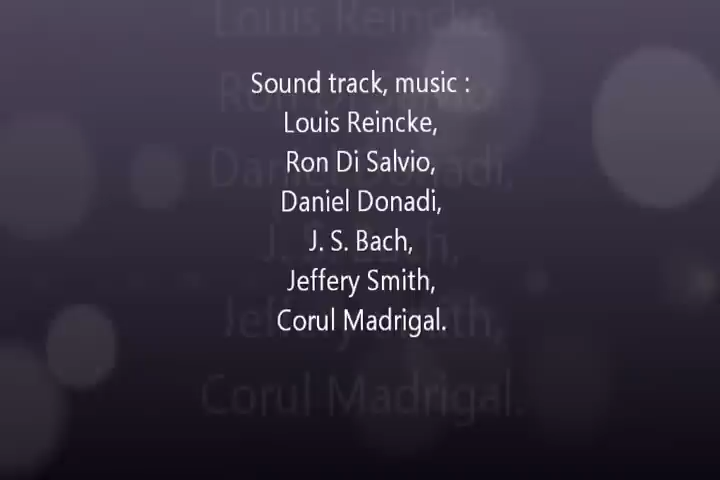 Sound track, music :
Louis Reincke,
Ron Di Salvio,
Daniel Donadi,
J. S. Bach,
Jeffery Smith,
Corul Madrigal.